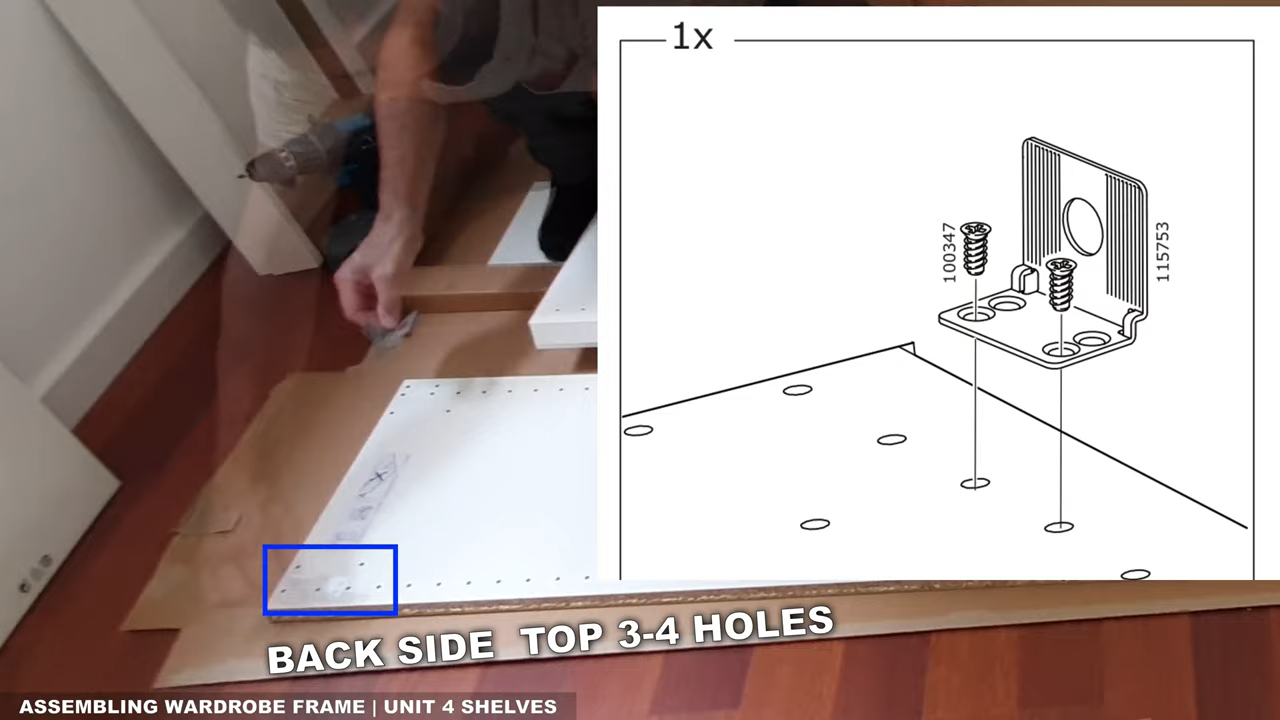 1x
100347
115753
BACK SIDE TOP 3-4 HOLES
ASSEMBLING WARDROBE FRAME | UNIT 4 SHELVES